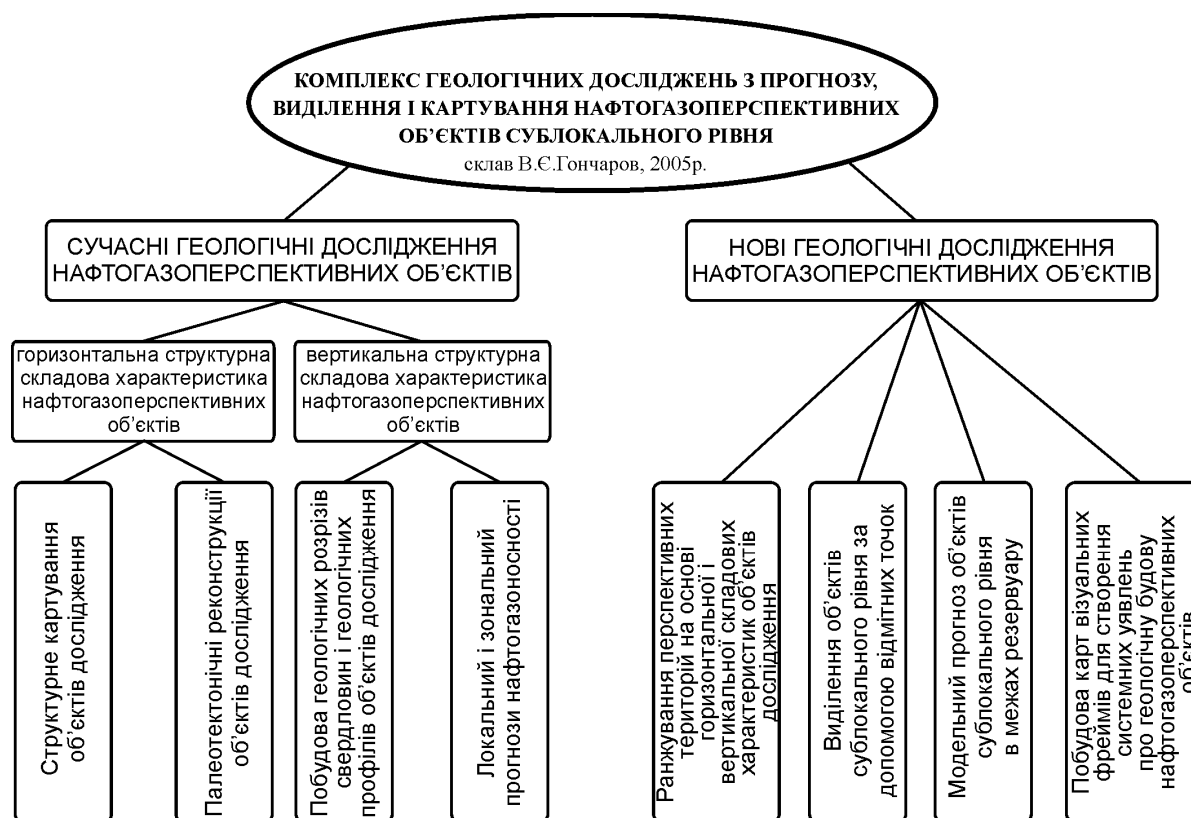 КОМПЛЕКС ГЕОЛОГІЧНИХ ДОСЛІДЖЕНЬ З ПРОГНОЗУ,
ВИДІЛЕННЯ І КАРТУВАННЯ НАФТОГАЗОПЕРСПЕКТИВНИХ
ОБ’ЄКТІВ СУБЛОКАЛЬНОГО РІВНЯ
склав В.Є.Гончаров, 2005р.
СУЧАСНІ ГЕОЛОГІЧНІ ДОСЛІДЖЕННЯ
НАФТОГАЗОПЕРСПЕКТИВНИХ ОБ’ЄКТІВ
НОВІ ГЕОЛОГІЧНІ ДОСЛІДЖЕННЯ
НАФТОГАЗОПЕРСПЕКТИВНИХ ОБ’ЄКТІВ
горизонтальна структурна
складова характеристика
нафтогазоперспективних
об’єктів
вертикальна структурна
складова характеристика
нафтогазоперспективних
об’єктів
Структурне картування
об’єктів дослідження
Палеотектонічні реконструкції
об’єктів дослідження
Побудова геологічних розрізів
свердловин і геологічних
профілів об’єктів дослідження
Локальний і зональний
прогнози нафтогазоносності
Ранжування перспективних
територій на основі
горизонтальної і
вертикальної складових
характеристик об’єктів
дослідження
Виділення об’єктів
сублокального рівня за
допомогою відмітних точок
Модельний прогноз об’єктів
сублокального рівня
в межах резервуару
Побудова карт візуальних
фреймів для створення
системних уявлень
про геологічну будову
нафтогазоперспективних
об’єктів